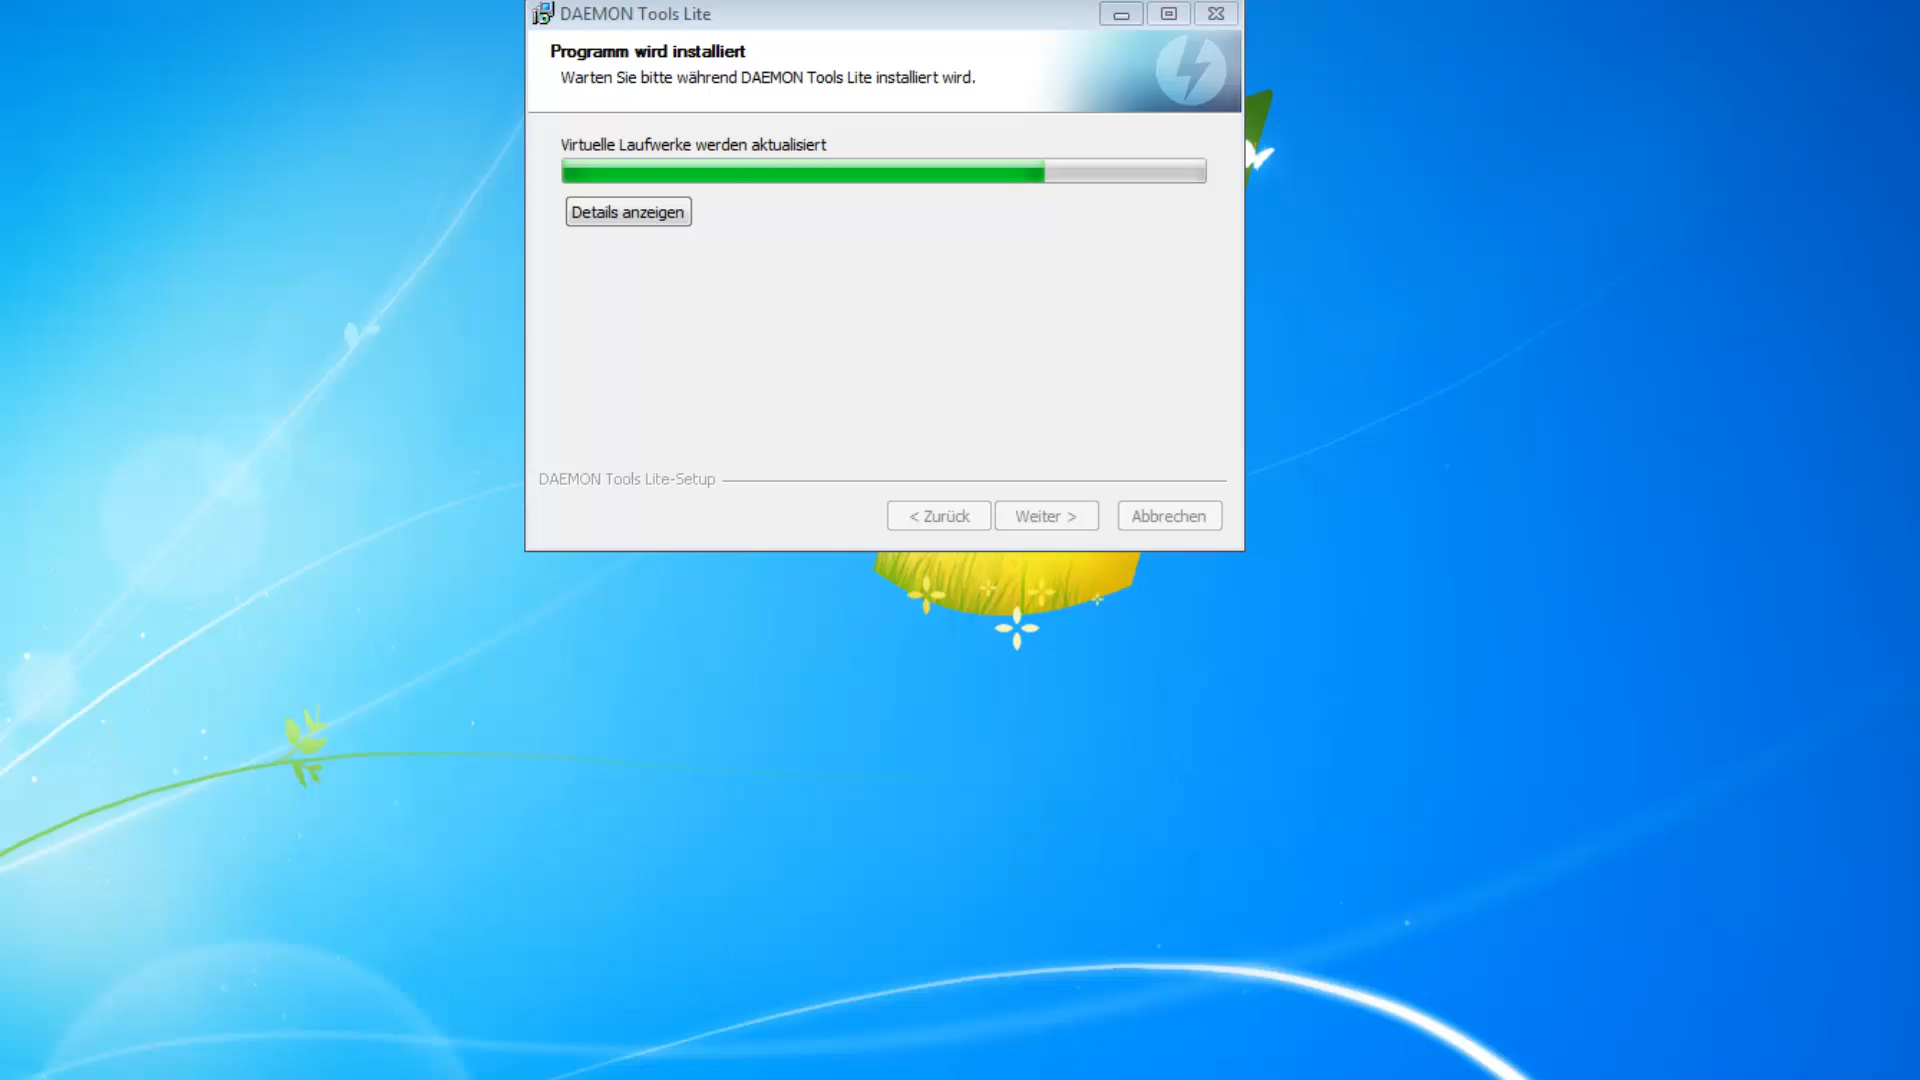 DAEMON Tools Lite
Programm wird installiert
Warten Sie bitte während DAEMON Tools Lite installiert wird.
Virtuelle Laufwerke werden aktualisiert
Details anzeigen
DAEMON Tools Lite-Setup
< Zurück
Weiter >
Abbrechen